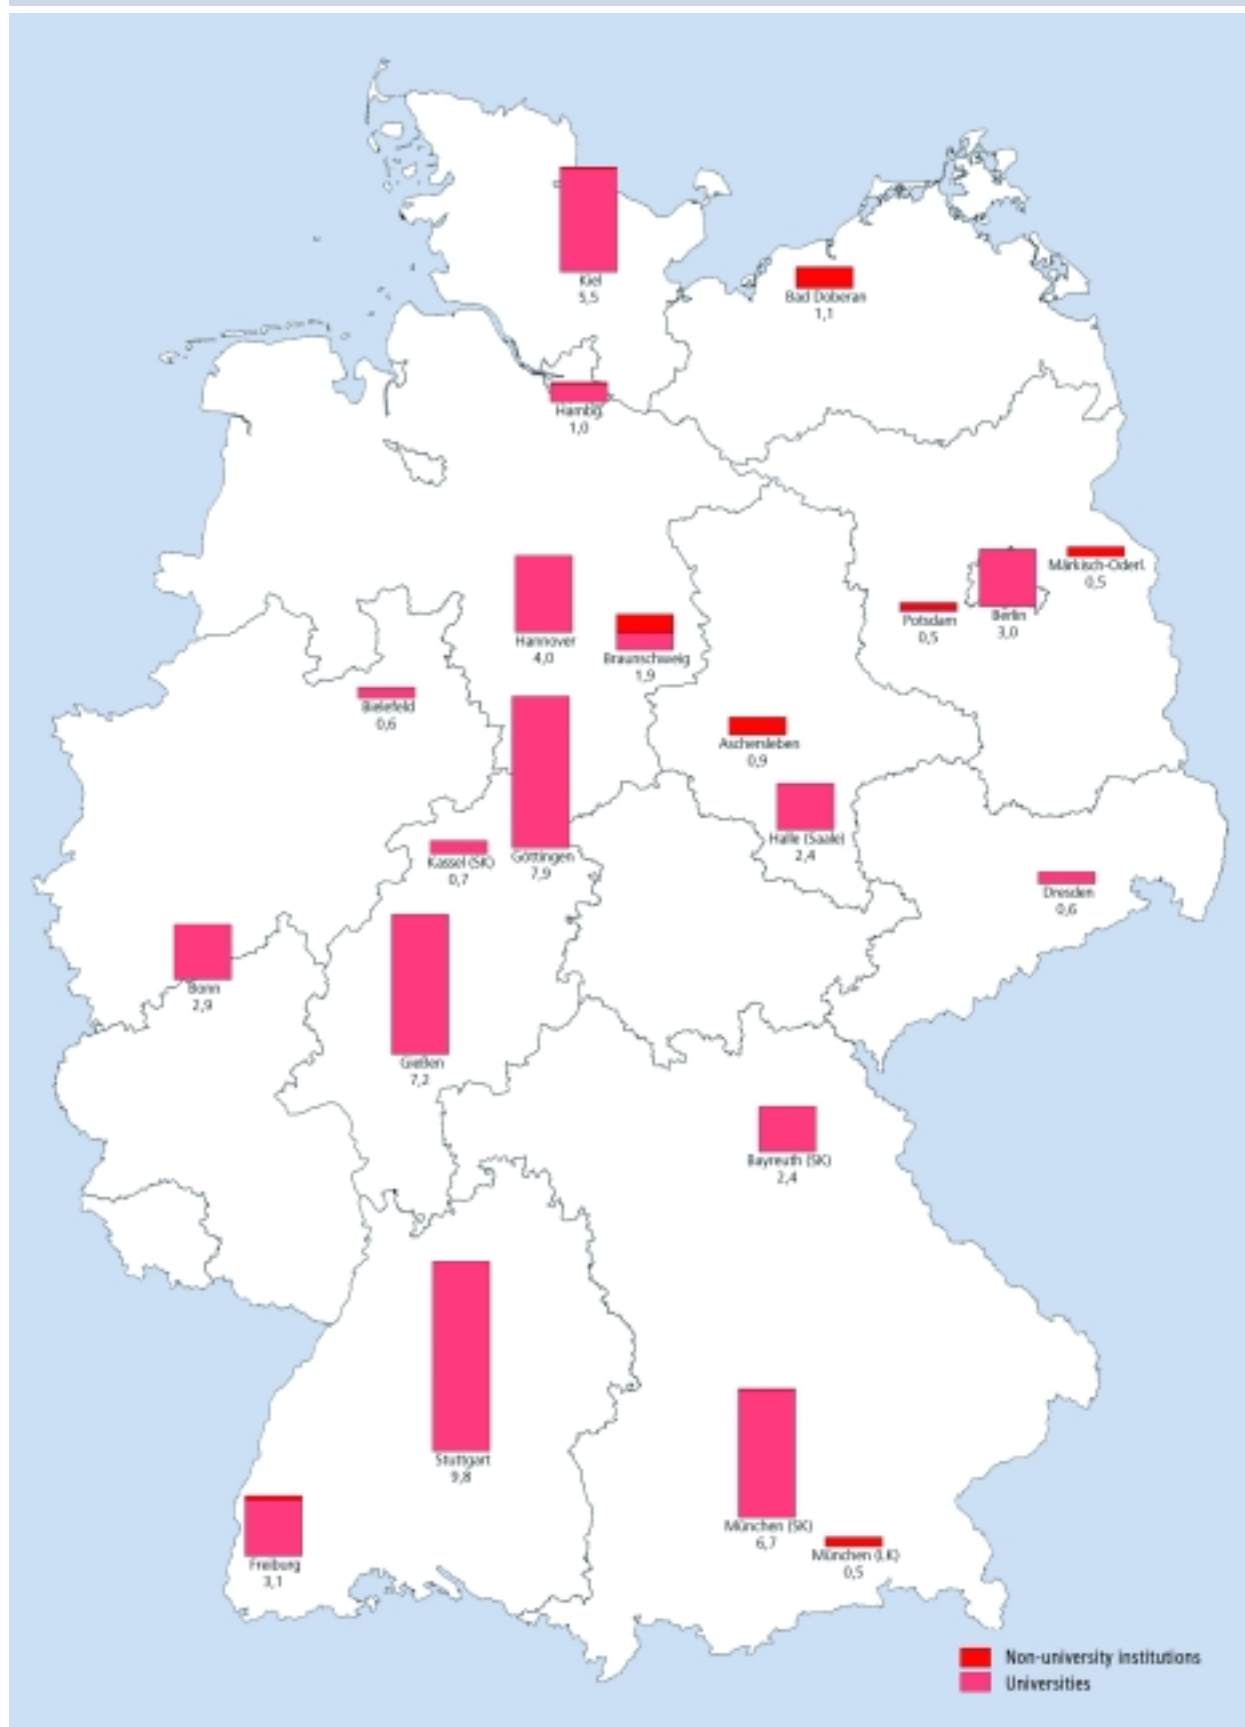 Kiel
5,5
Bad Doberan
1,1
Hambg.
1,0
Märkisch-Oderl.
0,5
Potsdam
0,5
Berlin
3,0
Hannover
4,0
Braunschweig
1,9
Bielefeld
0,6
Aschersleben
0,9
Halle (Saale)
2,4
Göttingen
7,9
Kassel (SK)
0,7
Dresden
0,6
Bonn
2,9
Gießen
7,2
Bayreuth (SK)
2,4
Stuttgart
9,8
München (SK)
6,7
München (LK)
0,5
Freiburg
3,1
Non-university institutions
Universities